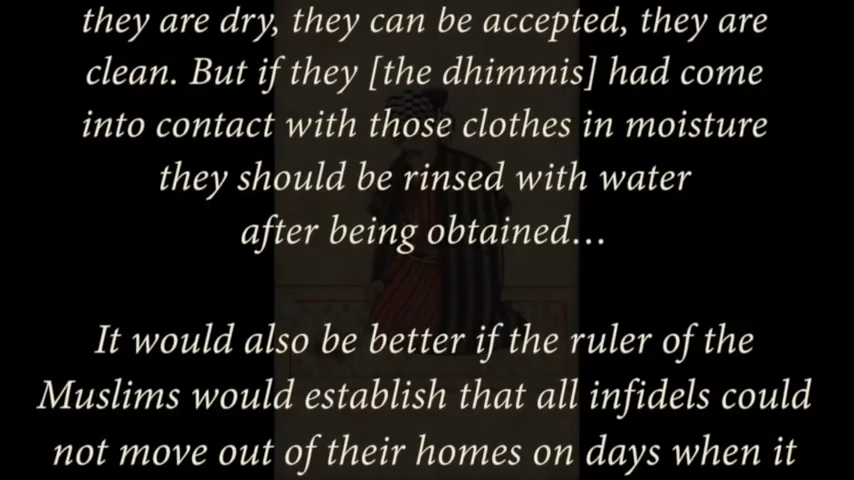 they are dry, they can be accepted, they are
clean. But if they [the dhimmis] had come
into contact with those clothes in moisture
they should be rinsed with water
after being obtained…
It would also be better if the ruler of the
Muslims would establish that all infidels could
not move out of their homes on days when it